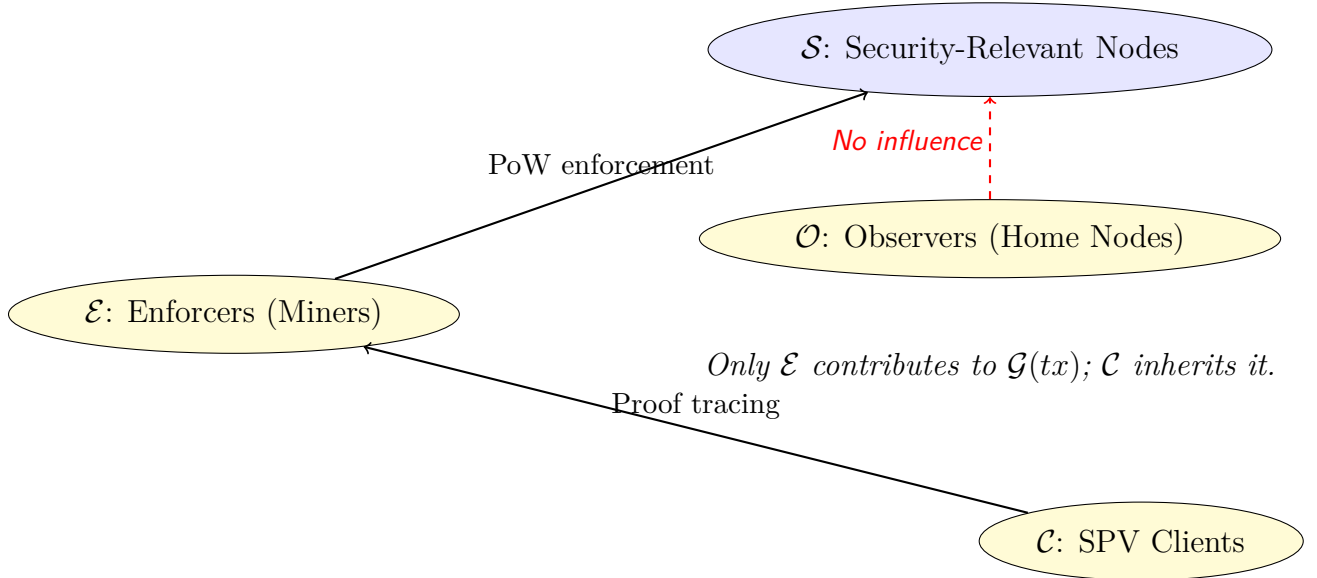 𝒮: Security-Relevant Nodes
No influence
PoW enforcement
𝒪: Observers (Home Nodes)
ℰ: Enforcers (Miners)
Only ℰ contributes to 𝒢(tx); 𝒞 inherits it.
Proof tracing
𝒞: SPV Clients